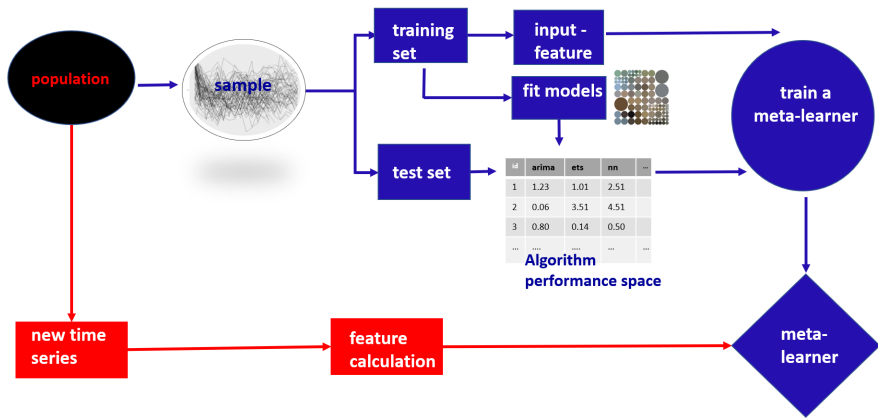 population
sample
training
set
input -
feature
fit models
train a
meta-learner
test set
id arima ets nn ...
1 1.23 1.01 2.51
2 0.06 3.51 4.51
3 0.80 0.14 0.50
... .... .... ... ...
Algorithm
performance space
new time
series
feature
calculation
meta-
learner